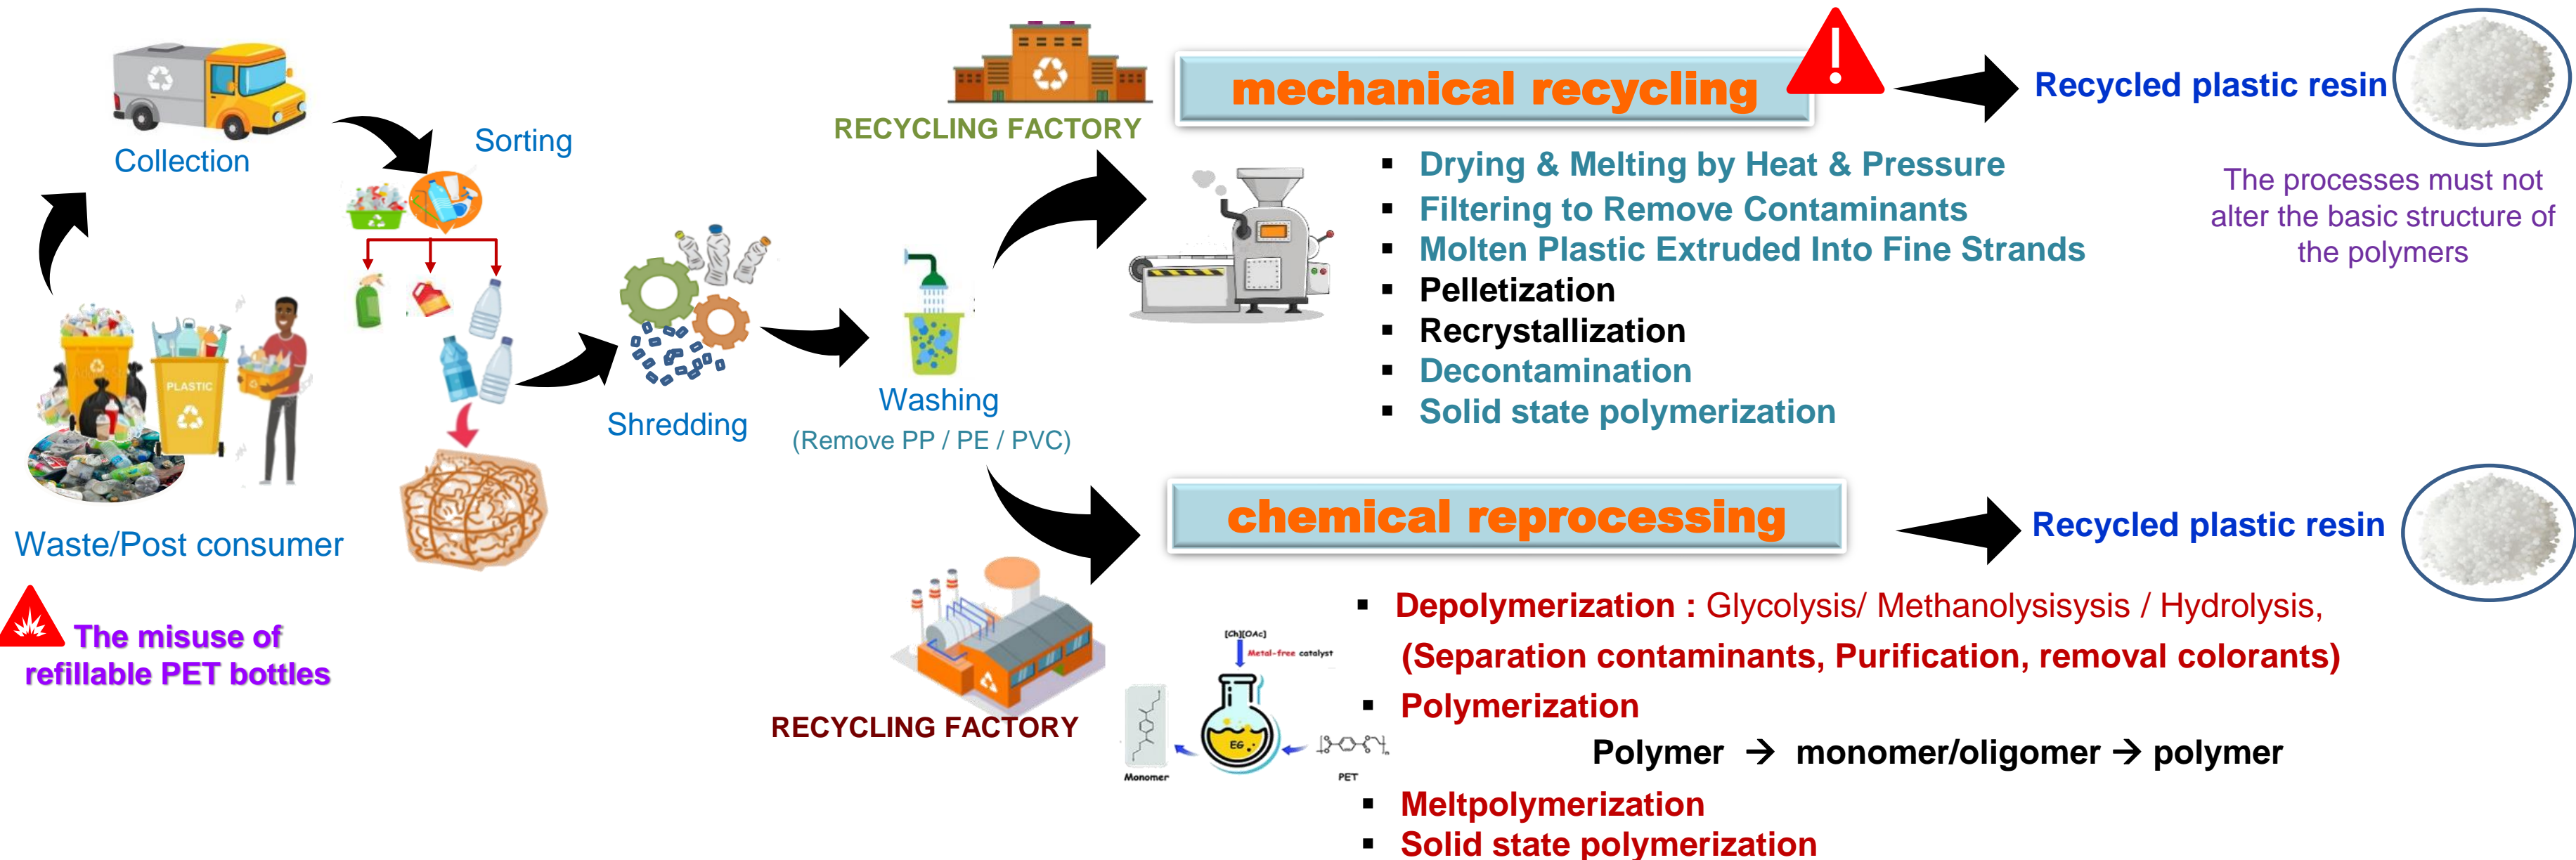 Collection
Sorting
PLASTIC
Waste/Post consumer
The misuse of
refillable PET bottles
Shredding
Washing
(Remove PP / PE / PVC)
RECYCLING FACTORY
mechanical recycling
!
Recycled plastic resin
▪ Drying & Melting by Heat & Pressure
▪ Filtering to Remove Contaminants
▪ Molten Plastic Extruded Into Fine Strands
▪ Pelletization
▪ Recrystallization
▪ Decontamination
▪ Solid state polymerization
The processes must not
alter the basic structure of
the polymers
chemical reprocessing
Recycled plastic resin
RECYCLING FACTORY
[Ch][OAc]
Metal-free catalyst
EG
Monomer
PET
▪ Depolymerization : Glycolysis/ Methanolysisysis / Hydrolysis,
(Separation contaminants, Purification, removal colorants)
▪ Polymerization
Polymer → monomer/oligomer → polymer
▪ Meltpolymerization
▪ Solid state polymerization